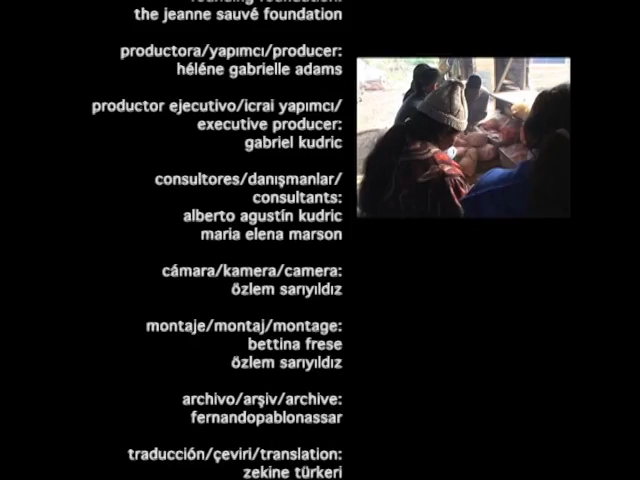 founding foundation:
the jeanne sauvé foundation
productora/yapımcı/producer:
héléne gabrielle adams
productor ejecutivo/icrai yapımcı/
executive producer:
gabriel kudric
consultores/danışmanlar/
consultants:
alberto agustín kudric
maria elena marson
cámara/kamera/camera:
özlem sarıyıldız
montaje/montaj/montage:
bettina frese
özlem sarıyıldız
archivo/arşiv/archive:
fernandopablonassar
traducción/çeviri/translation:
zekine türkeri